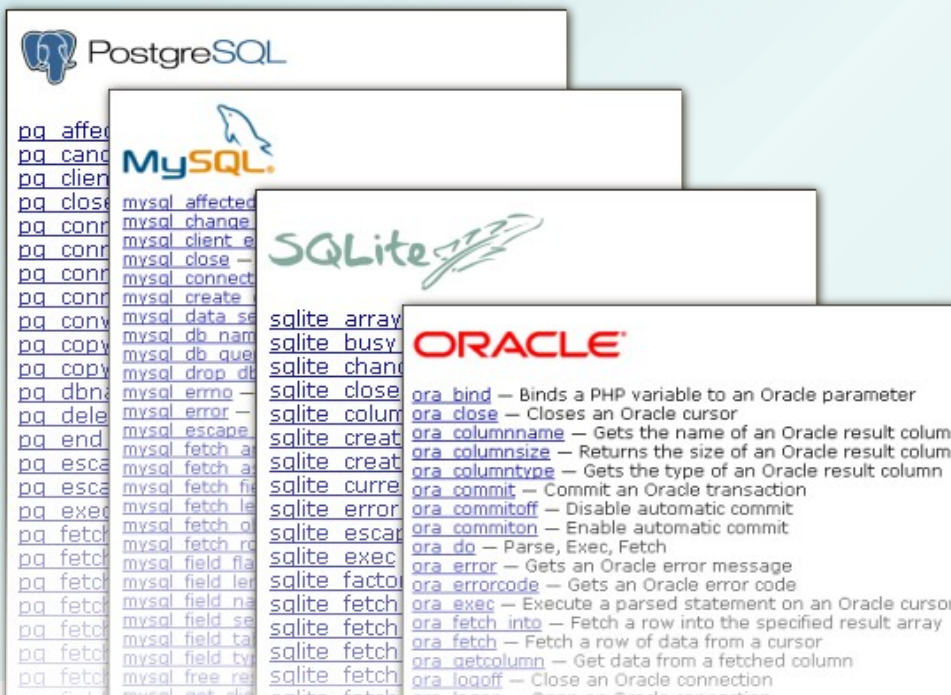 PostgreSQL
pg_affec
pg_canc
pg_clien
pg_close
pg_conn
pg_conn
pg_conn
pg_conn
pg_conv
pg_copy
pg_copy
pg_dbna
pg_dele
pg_end
pg_esca
pg_esca
pg_exec
pg_fetch
pg_fetch
pg_fetch
pg_fetch
pg_fetch
pg_fetch
pg_fetch
MySQL
mysql_affected
mysql_change
mysql_client_e
mysql_close —
mysql_connect
mysql_create
mysql_data_se
mysql_db_nam
mysql_db_que
mysql_drop_db
mysql_errno —
mysql_error —
mysql_escape
mysql_fetch_a
mysql_fetch_as
mysql_fetch_fie
mysql_fetch_le
mysql_fetch_o
mysql_fetch_ro
mysql_field_fla
mysql_field_len
mysql_field_na
mysql_field_se
mysql_field_ta
mysql_field_typ
mysql_free_res
SQLite
sqlite_array
sqlite_busy
sqlite_chang
sqlite_close
sqlite_colum
sqlite_creat
sqlite_creat
sqlite_curre
sqlite_error
sqlite_escap
sqlite_exec
sqlite_facto
sqlite_fetch
sqlite_fetch
sqlite_fetch
sqlite_fetch
ORACLE
ora_bind — Binds a PHP variable to an Oracle parameter
ora_close — Closes an Oracle cursor
ora_columnname — Gets the name of an Oracle result colum
ora_columnsize — Returns the size of an Oracle result colum
ora_columntype — Gets the type of an Oracle result column
ora_commit — Commit an Oracle transaction
ora_commitoff — Disable automatic commit
ora_commiton — Enable automatic commit
ora_do — Parse, Exec, Fetch
ora_error — Gets an Oracle error message
ora_errorcode — Gets an Oracle error code
ora_exec — Execute a parsed statement on an Oracle cursor
ora_fetch_into — Fetch a row into the specified result array
ora_fetch — Fetch a row of data from a cursor
ora_getcolumn — Get data from a fetched column
ora_logoff — Close an Oracle connection